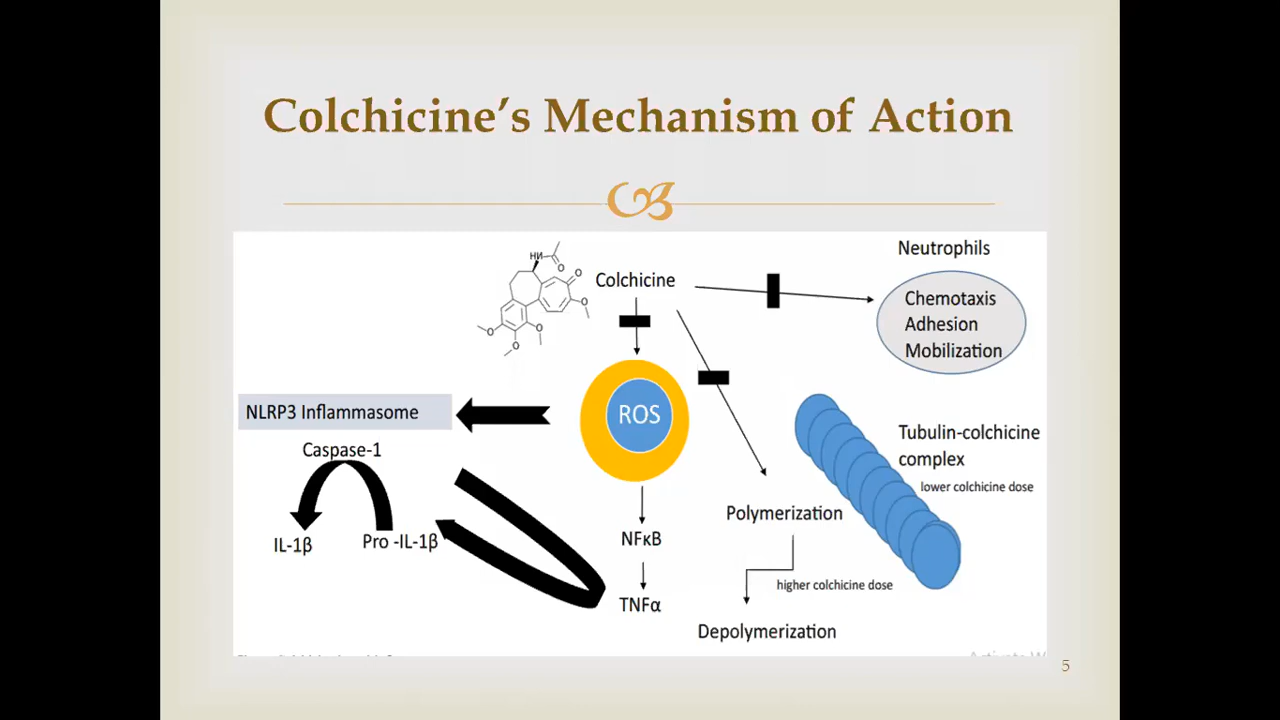 Colchicine's Mechanism of Action
Neutrophils
Colchicine
Chemotaxis
Adhesion
Mobilization
HN
O
O
O
O
O
O
ROS
NLRP3 Inflammasome
Caspase-1
IL-1β
Pro -IL-1β
NFκB
TNFα
Tubulin-colchicine
complex
lower colchicine dose
Polymerization
higher colchicine dose
Depolymerization
5